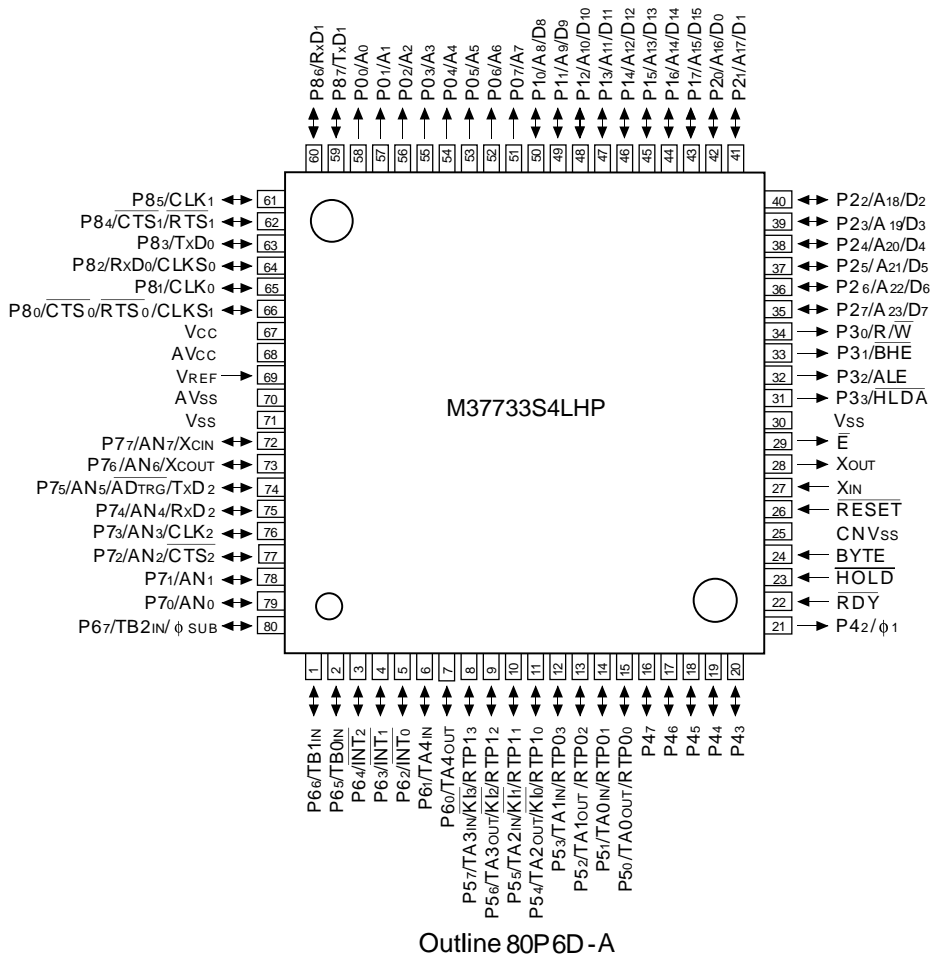 P86/RxD1
P87/TxD1
P00/A0
P01/A1
P02/A2
P03/A3
P04/A4
P05/A5
P06/A6
P07/A7
P10/A8/D8
P11/A9/D9
P12/A10/D10
P13/A11/D11
P14/A12/D12
P15/A13/D13
P16/A14/D14
P17/A15/D15
P20/A16/D0
P21/A17/D1
60 59 58 57 56 55 54 53 52 51 50 49 48 47 46 45 44 43 42 41
P85/CLK1 61
P84/CTS1/RTS1 62
P83/TxD0 63
P82/RxD0/CLKS0 64
P81/CLK0 65
P80/CTS0/RTS0/CLKS1 66
VCC 67
AVCC 68
VREF 69
AVSS 70
VSS 71
P77/AN7/XCIN 72
P76/AN6/XCOUT 73
P75/AN5/ADTRG/TxD2 74
P74/AN4/RxD2 75
P73/AN3/CLK2 76
P72/AN2/CTS2 77
P71/AN1 78
P70/AN0 79
P67/TB2IN/φSUB 80
M37733S4LHP
40 P22/A18/D2
39 P23/A19/D3
38 P24/A20/D4
37 P25/A21/D5
36 P26/A22/D6
35 P27/A23/D7
34 P30/R/W
33 P31/BHE
32 P32/ALE
31 P33/HLDA
30 VSS
29 E
28 XOUT
27 XIN
26 RESET
25 CNVSS
24 BYTE
23 HOLD
22 RDY
21 P42/φ1
1 2 3 4 5 6 7 8 9 10 11 12 13 14 15 16 17 18 19 20
P66/TB1IN
P65/TB0IN
P64/INT2
P63/INT1
P62/INT0
P61/TA4IN
P60/TA4OUT
P57/TA3IN/KI3/RTP13
P56/TA3OUT/KI2/RTP12
P55/TA2IN/KI1/RTP11
P54/TA2OUT/KI0/RTP10
P53/TA1IN/RTP03
P52/TA1OUT/RTP02
P51/TA0IN/RTP01
P50/TA0OUT/RTP00
P47
P46
P45
P44
P43
Outline 80P6D-A